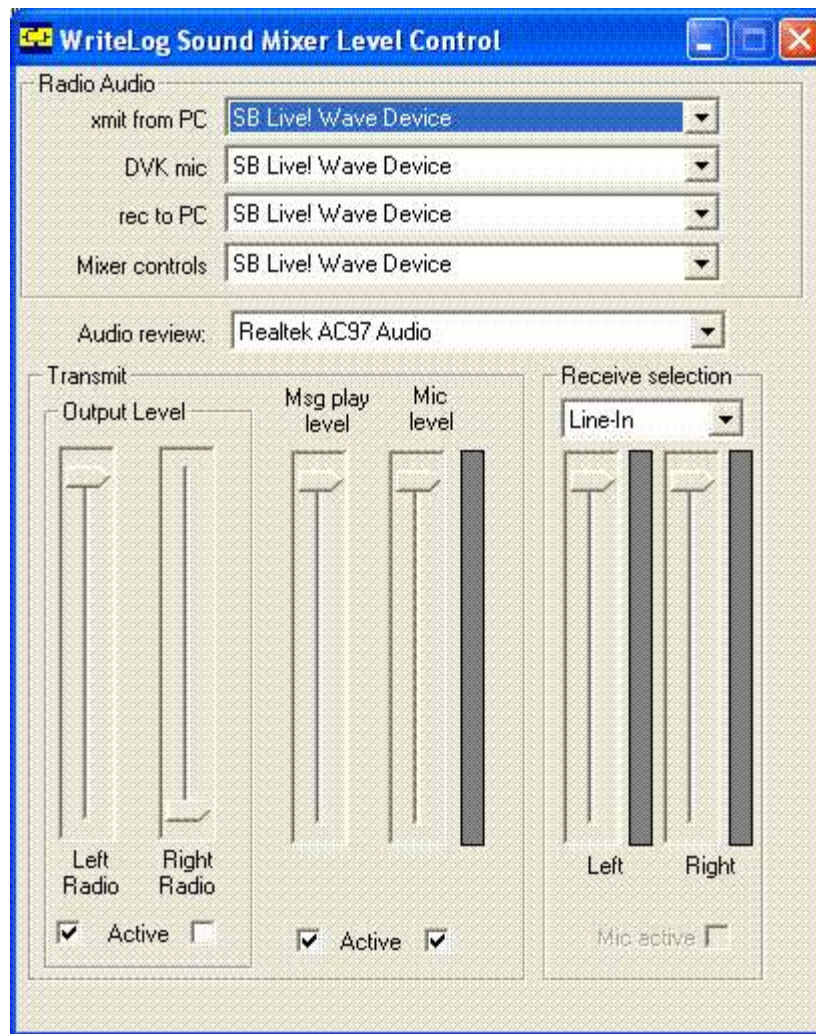 WriteLog Sound Mixer Level Control
Radio Audio
xmit from PC SB Live! Wave Device
DVK mic SB Live! Wave Device
rec to PC SB Live! Wave Device
Mixer controls SB Live! Wave Device
Audio review: Realtek AC97 Audio
Transmit
Output Level
Msg play
level
Mic
level
Left
Radio
Right
Radio
Active
Active
Receive selection
Line-In
Left Right
Mic active